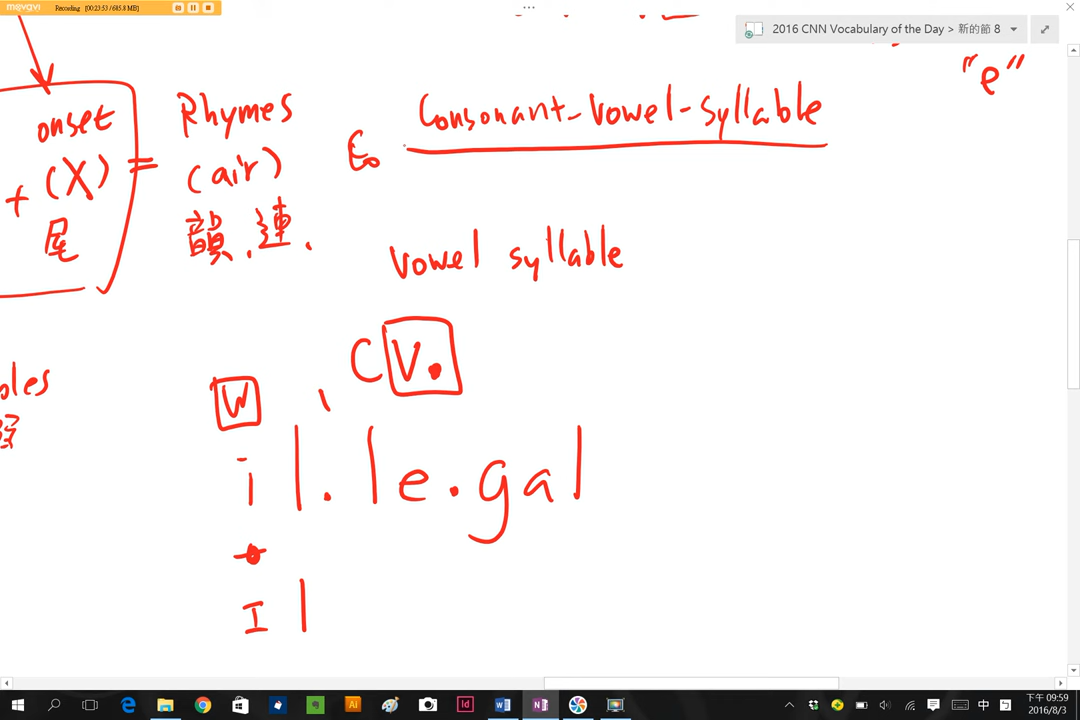 movavi Recording [00:23:53 / 685.8 MB]
2016 CNN Vocabulary of the Day > 新的節 8
"e"
onset
+ (X) =
尾
Rhymes
(air)
韻.連.
E. Consonant-Vowel-Syllable
vowel syllable
CV.
W
il.le.gal
Il
中
下午 09:59
2016/8/3